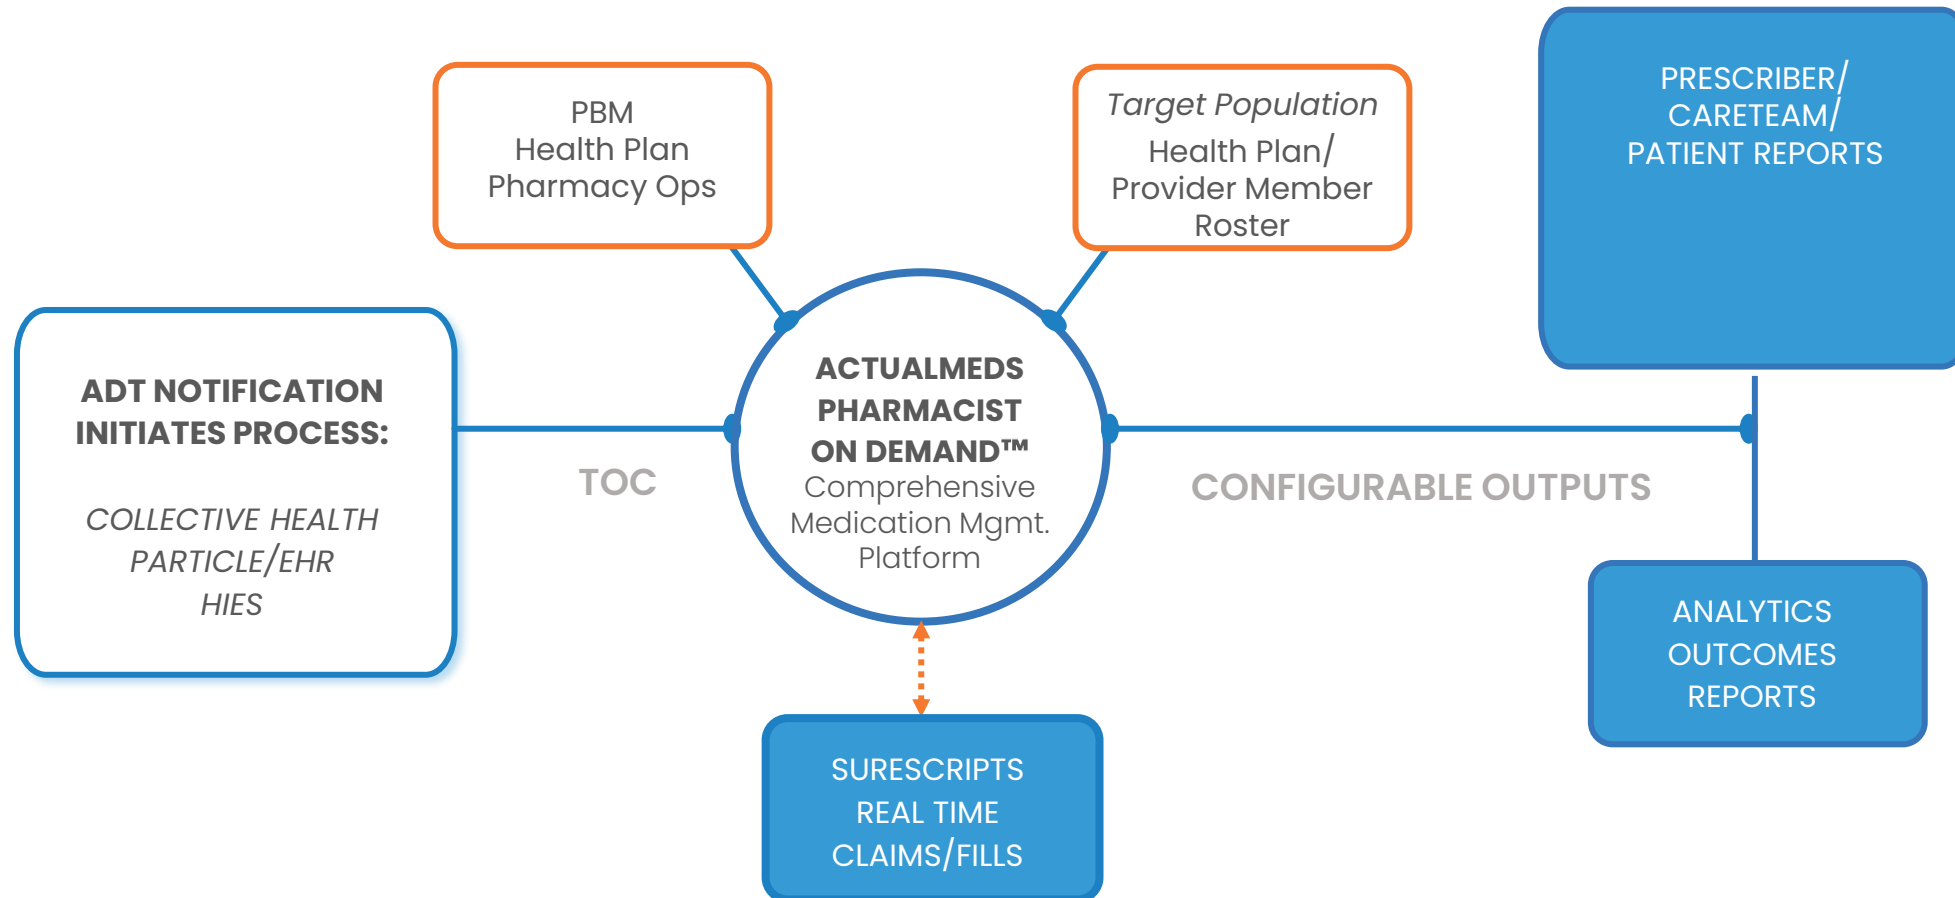 PBM
Health Plan
Pharmacy Ops
Target Population
Health Plan/
Provider Member
Roster
PRESCRIBER/
CARETEAM/
PATIENT REPORTS
ADT NOTIFICATION
INITIATES PROCESS:
COLLECTIVE HEALTH
PARTICLE/EHR
HIES
TOC
ACTUALMEDS
PHARMACIST
ON DEMAND™
Comprehensive
Medication Mgmt.
Platform
CONFIGURABLE OUTPUTS
ANALYTICS
OUTCOMES
REPORTS
SURESCRIPTS
REAL TIME
CLAIMS/FILLS